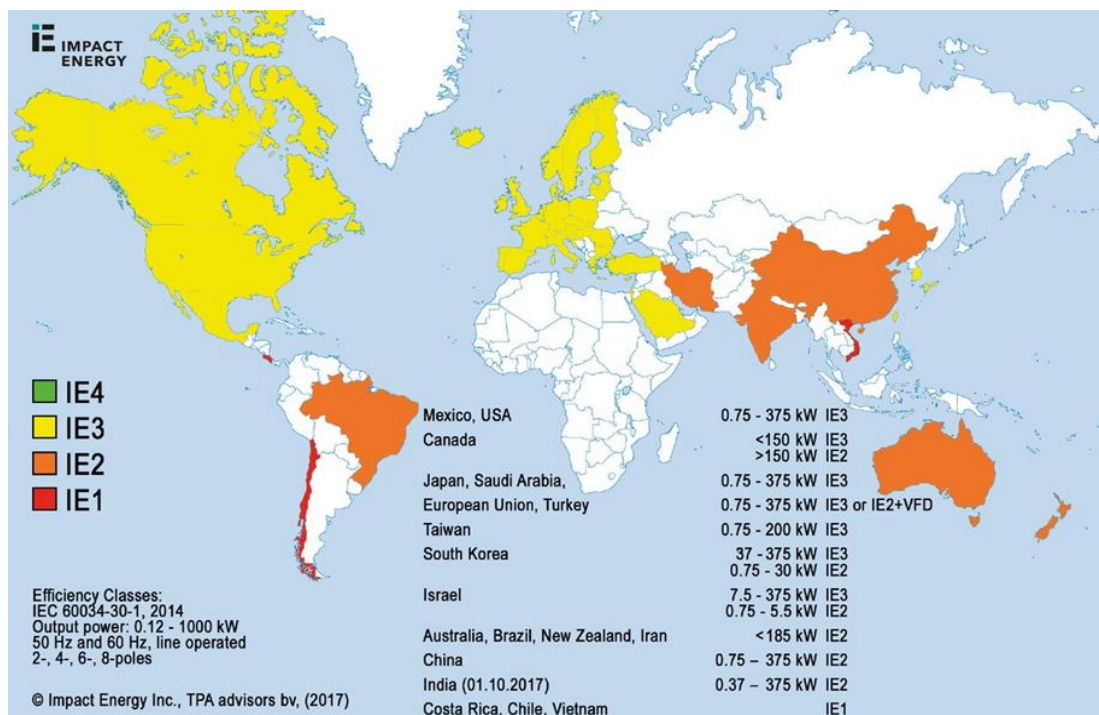 iE IMPACT
ENERGY
IE4
IE3
IE2
IE1
Efficiency Classes:
IEC 60034-30-1, 2014
Output power: 0.12 - 1000 kW
50 Hz and 60 Hz, line operated
2-, 4-, 6-, 8-poles
© Impact Energy Inc., TPA advisors bv, (2017)
Mexico, USA 0.75 - 375 kW IE3
Canada <150 kW IE3
>150 kW IE2
Japan, Saudi Arabia, 0.75 - 375 kW IE3
European Union, Turkey 0.75 - 375 kW IE3 or IE2+VFD
Taiwan 0.75 - 200 kW IE3
South Korea 37 - 375 kW IE3
0.75 - 30 kW IE2
Israel 7.5 - 375 kW IE3
0.75 - 5.5 kW IE2
Australia, Brazil, New Zealand, Iran <185 kW IE2
China 0.75 – 375 kW IE2
India (01.10.2017) 0.37 – 375 kW IE2
Costa Rica, Chile, Vietnam IE1